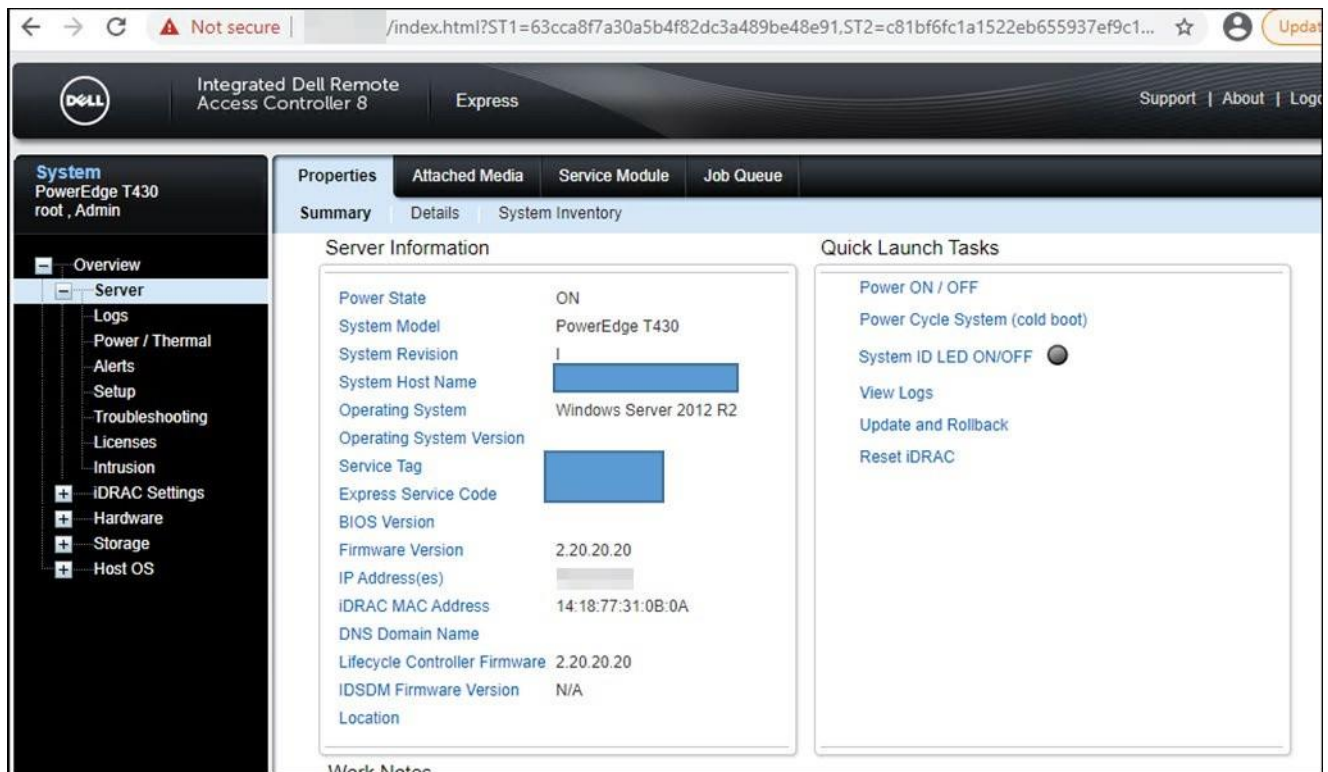 Not secure | /index.html?ST1=63cca8f7a30a5b4f82dc3a489be48e91,ST2=c81bf6fc1a1522eb655937ef9c1...
DELL
Integrated Dell Remote
Access Controller 8
Express
Support | About |
System
PowerEdge T430
root , Admin
Overview
Server
Logs
Power / Thermal
Alerts
Setup
Troubleshooting
Licenses
Intrusion
iDRAC Settings
Hardware
Storage
Host OS
Properties Attached Media Service Module Job Queue
Summary Details System Inventory
Server Information
Power State ON
System Model PowerEdge T430
System Revision I
System Host Name
Operating System Windows Server 2012 R2
Operating System Version
Service Tag
Express Service Code
BIOS Version
Firmware Version 2.20.20.20
IP Address(es)
iDRAC MAC Address 14:18:77:31:0B:0A
DNS Domain Name
Lifecycle Controller Firmware 2.20.20.20
IDSDM Firmware Version N/A
Location
Quick Launch Tasks
Power ON / OFF
Power Cycle System (cold boot)
System ID LED ON/OFF
View Logs
Update and Rollback
Reset iDRAC
Work Notes